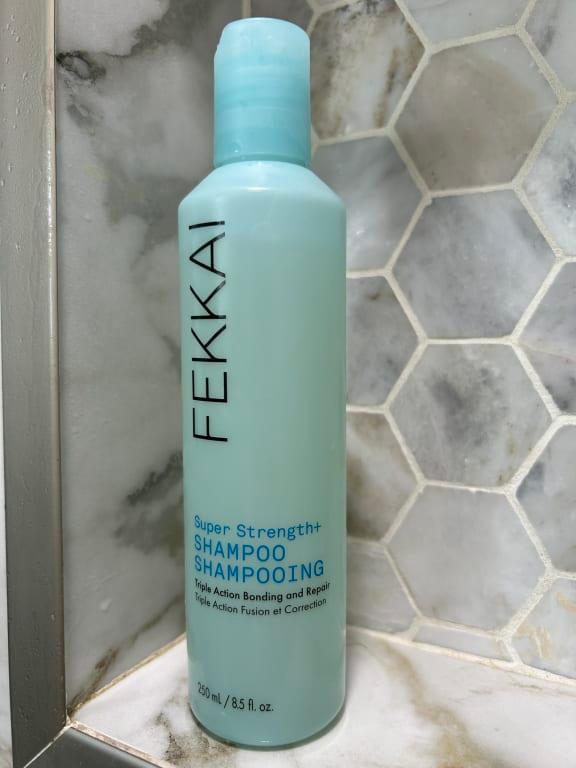 FEKKAI
Super Strength+
SHAMPOO
SHAMPOOING
Triple Action Bonding and Repair
Triple Action Fusion et Correction
250 mL / 8.5 fl. oz.